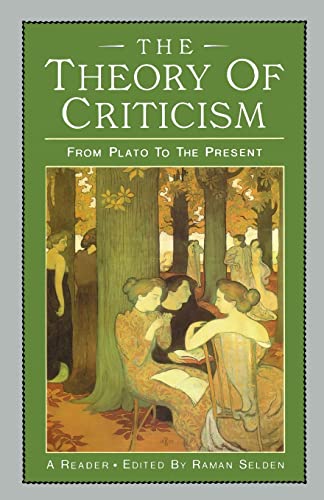 THE
THEORY OF
CRITICISM
FROM PLATO TO THE PRESENT
A READER • EDITED BY RAMAN SELDEN